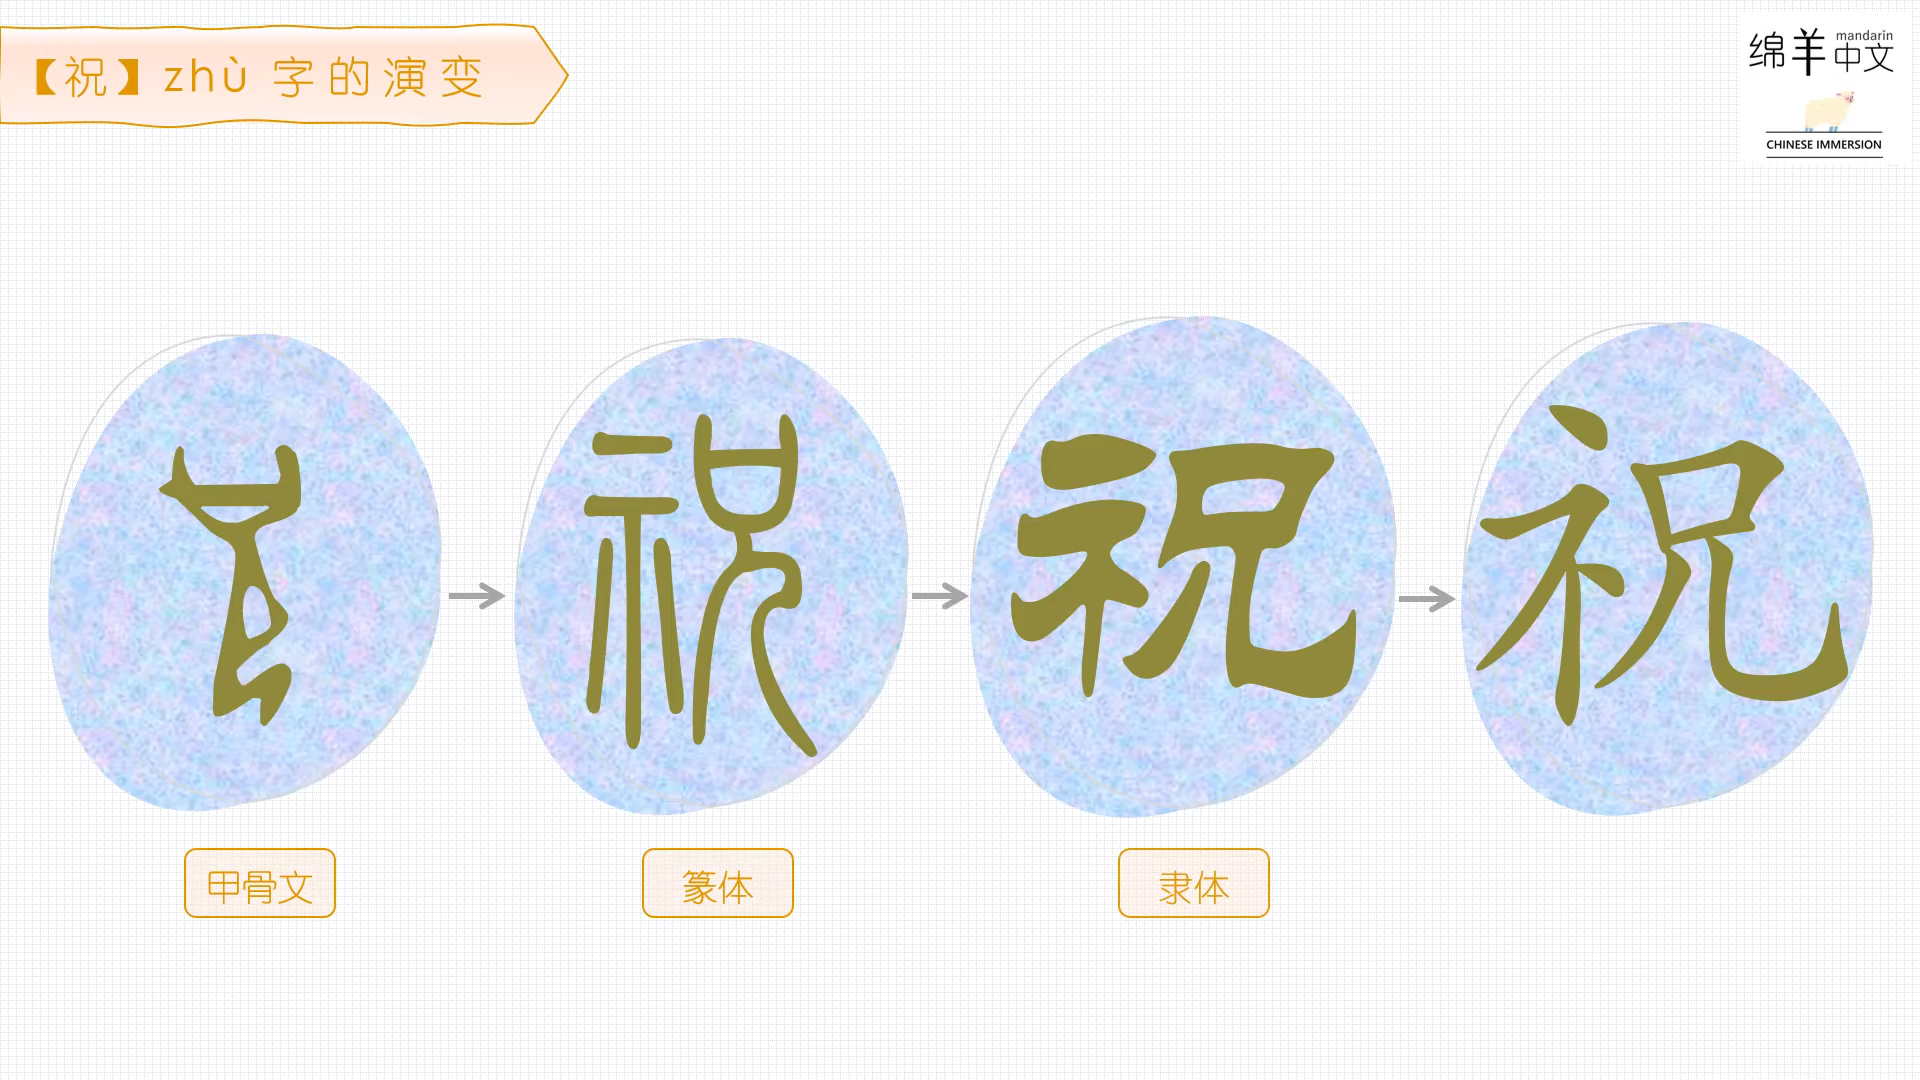 【祝】zhù 字的演变
绵羊 mandarin 中文
CHINESE IMMERSION
祝 祝 祝
甲骨文 篆体 隶体